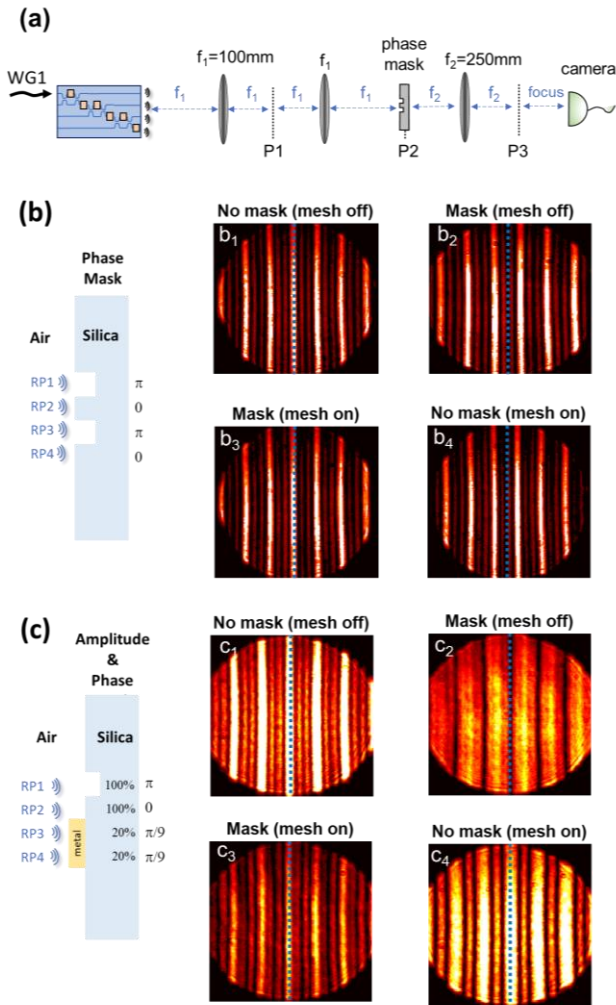 (a)
WG1
f₁=100mm
f₁
phase
mask
f₂=250mm
camera
f₁
f₁
f₁
f₁
f₂
f₂
focus
P1
P2
P3
(b)
Phase
Mask
Air
Silica
RP1
π
RP2
0
RP3
π
RP4
0
No mask (mesh off)
b₁
Mask (mesh off)
b₂
Mask (mesh on)
b₃
No mask (mesh on)
b₄
(c)
Amplitude
&
Phase
Air
Silica
RP1
100%
π
RP2
100%
0
RP3
20%
π/9
RP4
20%
π/9
metal
No mask (mesh off)
c₁
Mask (mesh off)
c₂
Mask (mesh on)
c₃
No mask (mesh on)
c₄